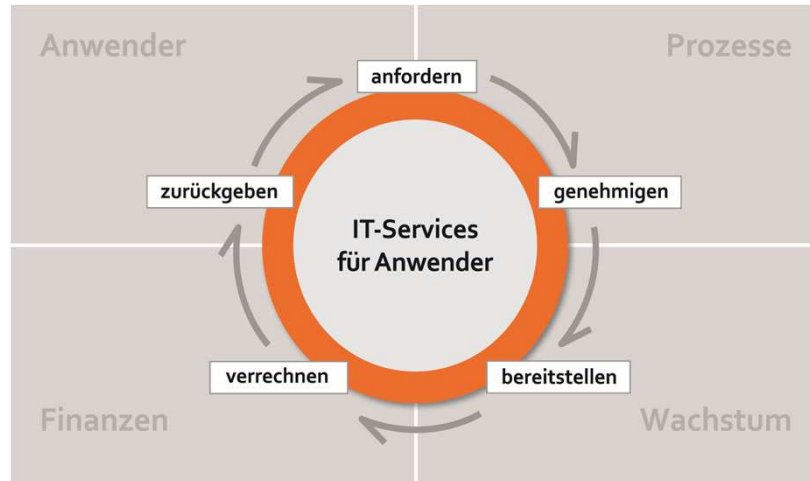 Anwender
Prozesse
anfordern
zurückgeben
genehmigen
IT-Services
für Anwender
verrechnen
bereitstellen
Finanzen
Wachstum